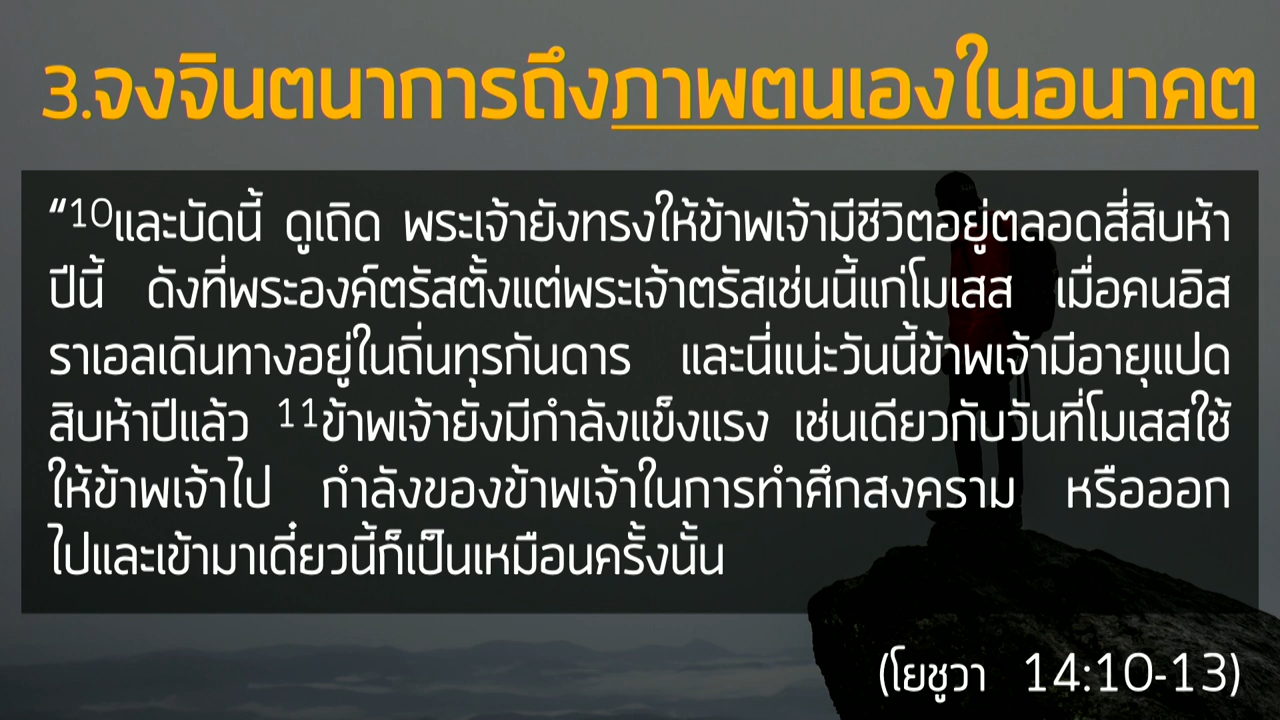 3.จงจินตนาการถึงภาพตนเองในอนาคต
“10และบัดนี้ ดูเถิด พระเจ้ายังทรงให้ข้าพเจ้ามีชีวิตอยู่ตลอดสี่สิบห้า
ปีนี้ ดังที่พระองค์ตรัสตั้งแต่พระเจ้าตรัสเช่นนี้แก่โมเสส เมื่อคนอิส
ราเอลเดินทางอยู่ในถิ่นทุรกันดาร และนี่แน่ะวันนี้ข้าพเจ้ามีอายุแปด
สิบห้าปีแล้ว 11ข้าพเจ้ายังมีกำลังแข็งแรง เช่นเดียวกับวันที่โมเสสใช้
ให้ข้าพเจ้าไป กำลังของข้าพเจ้าในการทำศึกสงคราม หรือออก
ไปและเข้ามาเดี๋ยวนี้ก็เป็นเหมือนครั้งนั้น
(โยชูวา 14:10-13)